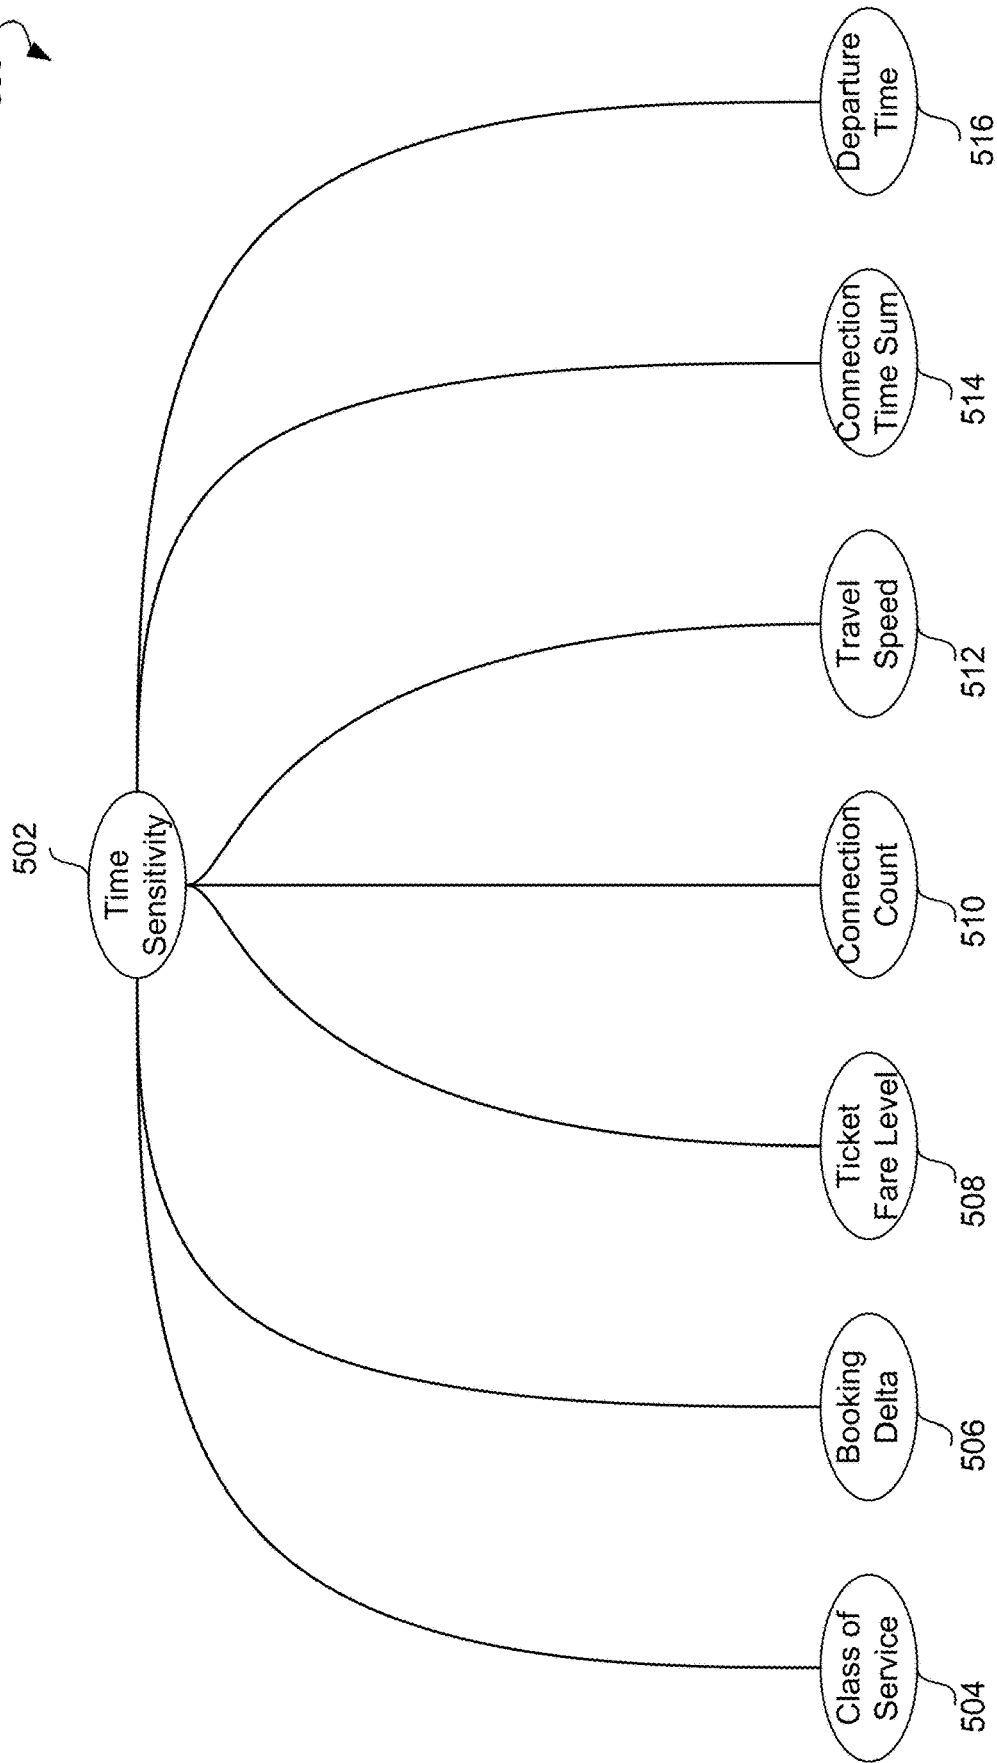 502
Time
Sensitivity
Class of
Service
504
Booking
Delta
506
Ticket
Fare Level
508
Connection
Count
510
Travel
Speed
512
Connection
Time Sum
514
Departure
Time
516